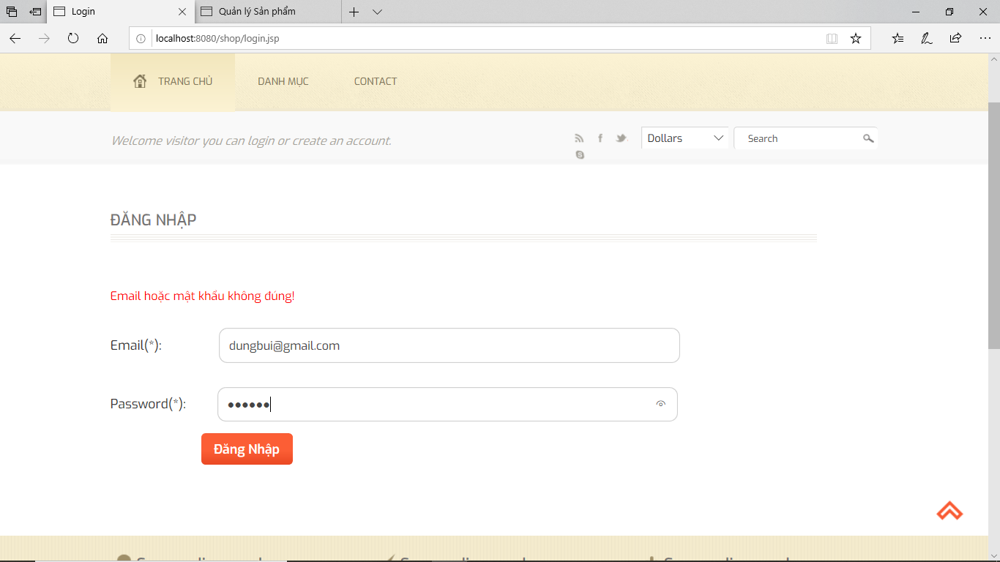 Login
Quản lý Sản phẩm
localhost:8080/shop/login.jsp
TRANG CHỦ DANH MỤC CONTACT
Welcome visitor you can login or create an account.
Dollars
Search
ĐĂNG NHẬP
Email hoặc mật khẩu không đúng!
Email(*): dungbui@gmail.com
Password(*): ••••••
Đăng Nhập